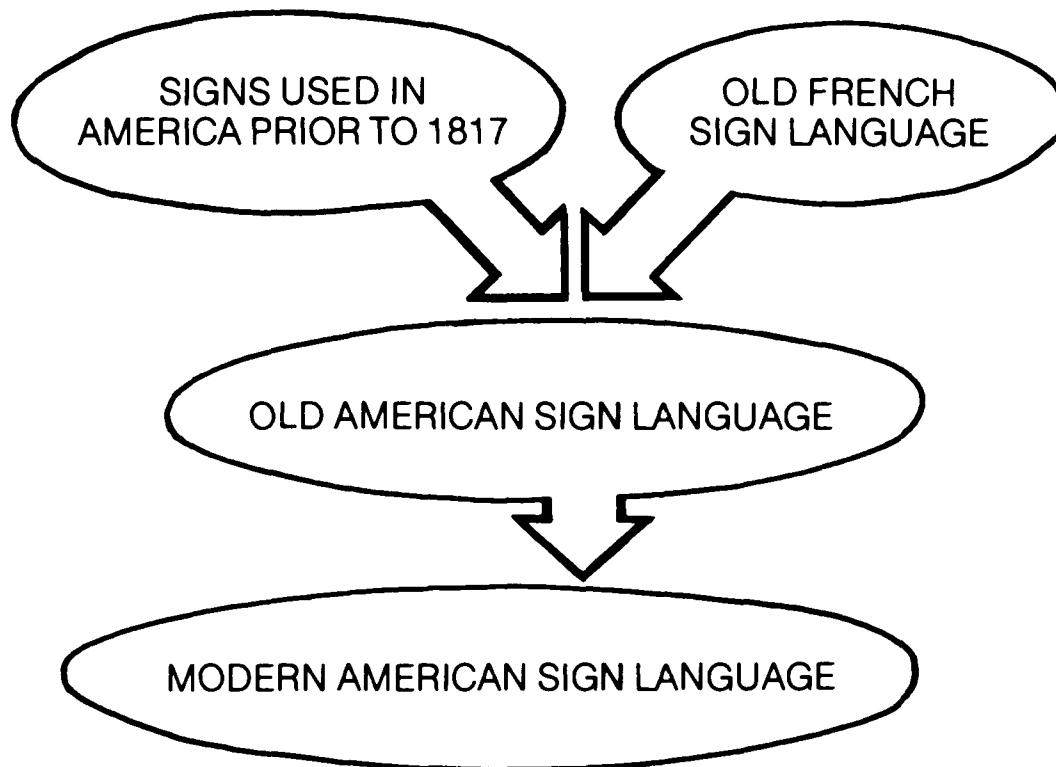 SIGNS USED IN
AMERICA PRIOR TO 1817
OLD FRENCH
SIGN LANGUAGE
OLD AMERICAN SIGN LANGUAGE
MODERN AMERICAN SIGN LANGUAGE